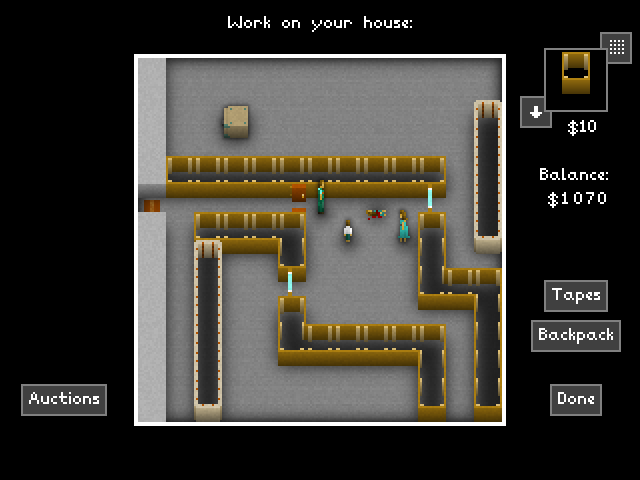 Work on your house:
$10
Balance:
$1070
Tapes
Backpack
Auctions
Done